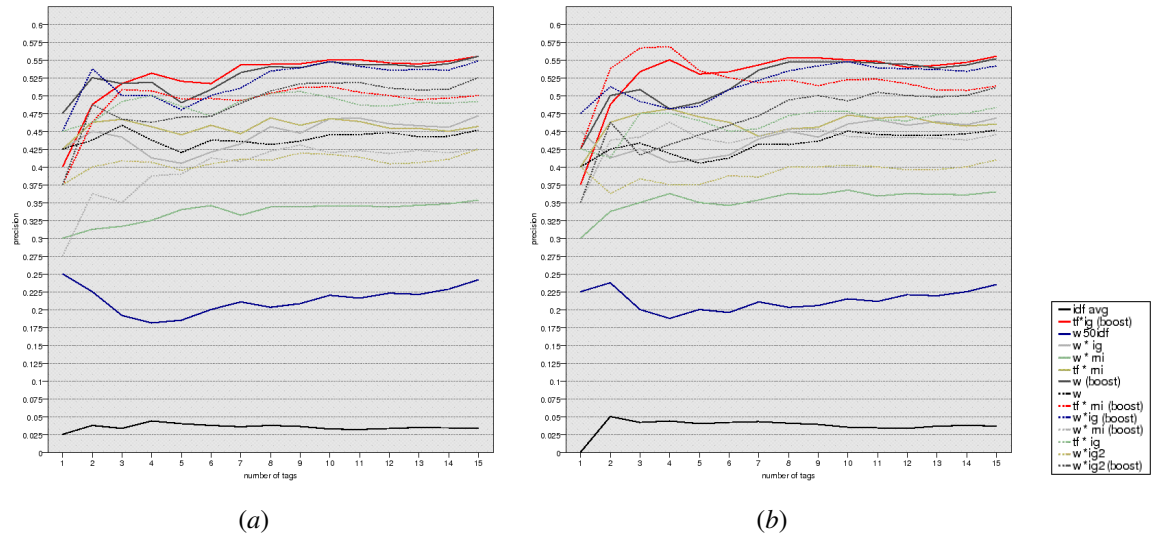 0.6
0.575
0.55
0.525
0.5
0.475
0.45
0.425
0.4
0.375
0.35
0.325
0.3
0.275
0.25
0.225
0.2
0.175
0.15
0.125
0.1
0.075
0.05
0.025
0
precision
1 2 3 4 5 6 7 8 9 10 11 12 13 14 15
number of tags
(a)
0.6
0.575
0.55
0.525
0.5
0.475
0.45
0.425
0.4
0.375
0.35
0.325
0.3
0.275
0.25
0.225
0.2
0.175
0.15
0.125
0.1
0.075
0.05
0.025
0
precision
1 2 3 4 5 6 7 8 9 10 11 12 13 14 15
number of tags
(b)
idf avg
tf*ig (boost)
w50idf
w * ig
w * mi
tf * mi
w (boost)
w
tf * mi (boost)
w *ig (boost)
w * mi (boost)
tf * ig
w *ig2
w *ig2 (boost)